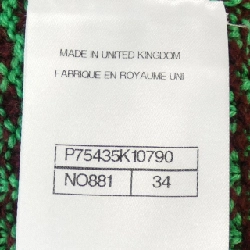 MADE IN UNITED KINGDOM
FABRIQUE EN ROYAUME UNI
P75435K10790
NO881 34